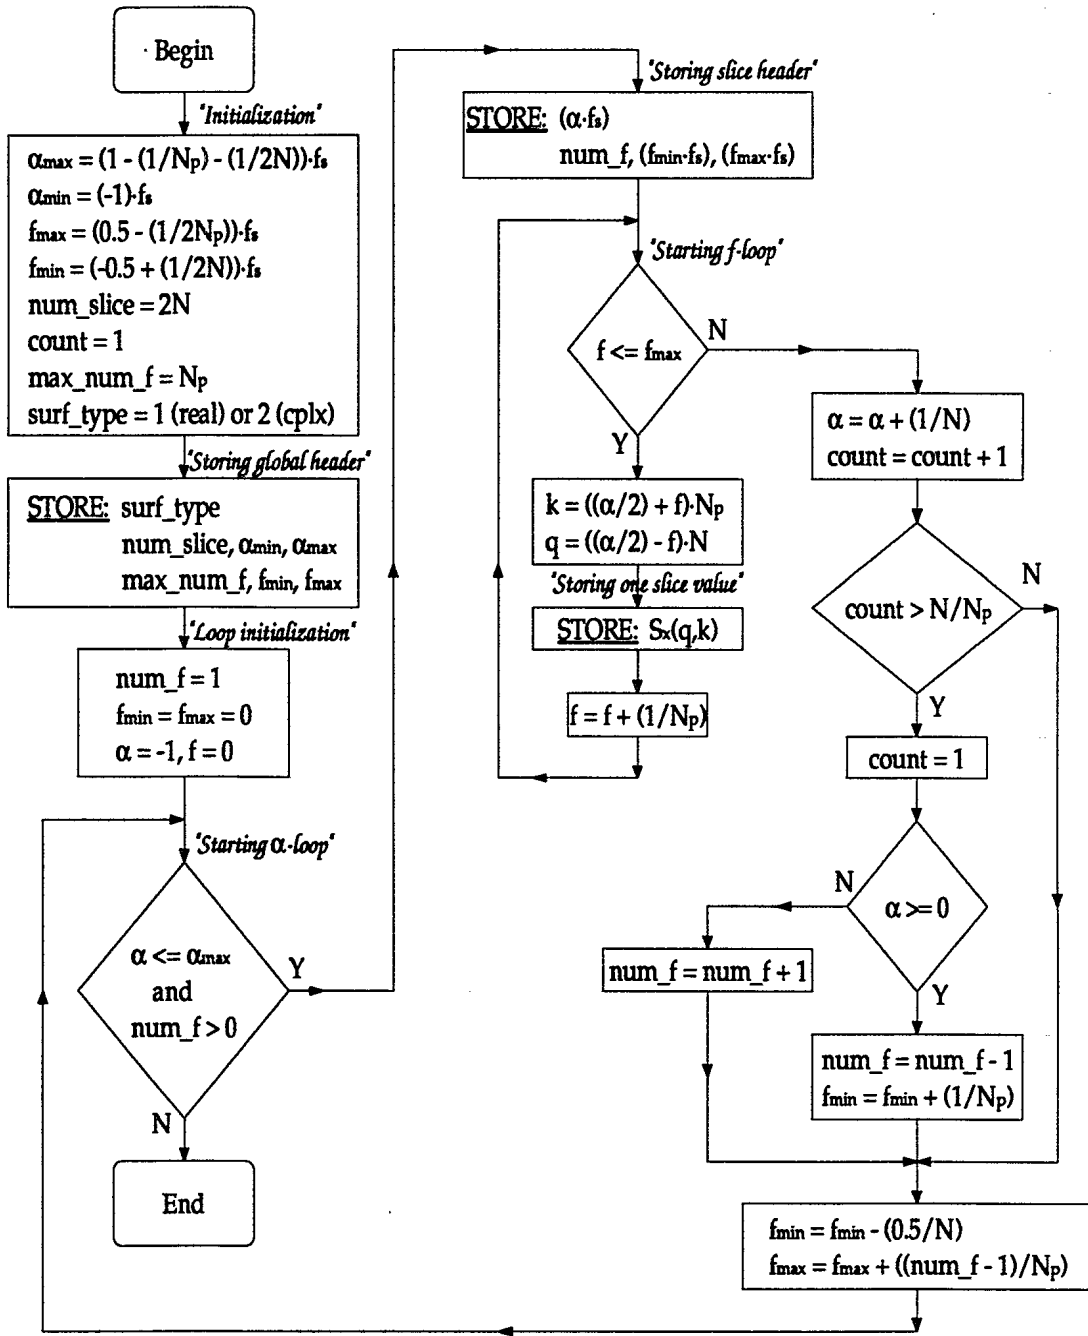 Begin
"Initialization"
αmax = (1 - (1/Np) - (1/2N))·fs
αmin = (-1)·fs
fmax = (0.5 - (1/2Np))·fs
fmin = (-0.5 + (1/2N))·fs
num_slice = 2N
count = 1
max_num_f = Np
surf_type = 1 (real) or 2 (cplx)
"Storing global header"
STORE: surf_type
num_slice, αmin, αmax
max_num_f, fmin, fmax
"Loop initialization"
num_f = 1
fmin = fmax = 0
α = -1, f = 0
"Starting α-loop"
α <= αmax
and
num_f > 0
Y
N
End
"Storing slice header"
STORE: (α·fs)
num_f, (fmin·fs), (fmax·fs)
"Starting f-loop"
f <= fmax
N
Y
k = ((α/2) + f)·Np
q = ((α/2) - f)·N
"Storing one slice value"
STORE: Sx(q,k)
f = f + (1/Np)
α = α + (1/N)
count = count + 1
count > N/Np
N
Y
count = 1
α >= 0
N
Y
num_f = num_f + 1
num_f = num_f - 1
fmin = fmin + (1/Np)
fmin = fmin - (0.5/N)
fmax = fmax + ((num_f - 1)/Np)